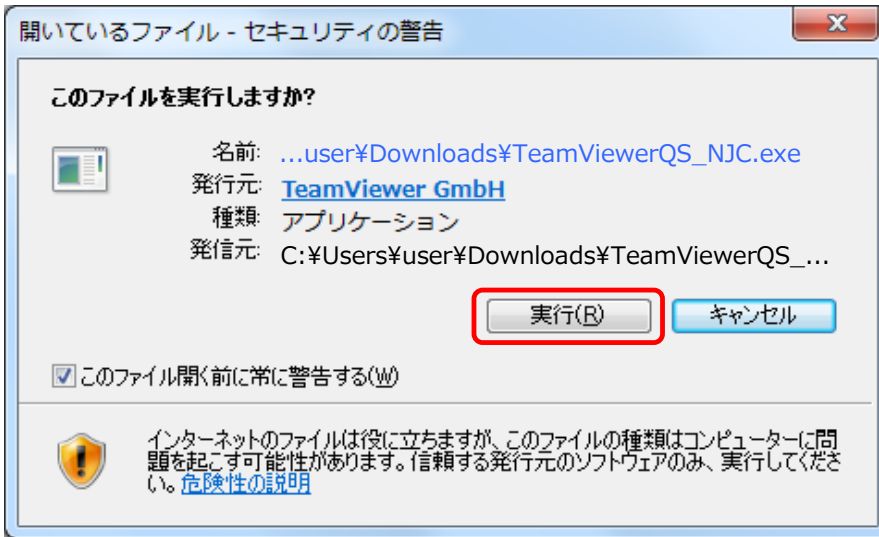 開いているファイル - セキュリティの警告
このファイルを実行しますか?
名前: ...user¥Downloads¥TeamViewerQS_NJC.exe
発行元: TeamViewer GmbH
種類: アプリケーション
発信元: C:¥Users¥user¥Downloads¥TeamViewerQS_...
実行(R) キャンセル
このファイル開く前に常に警告する(W)
インターネットのファイルは役に立ちますが、このファイルの種類はコンピューターに問
題を起こす可能性があります。信頼する発行元のソフトウェアのみ、実行してくださ
い。危険性の説明